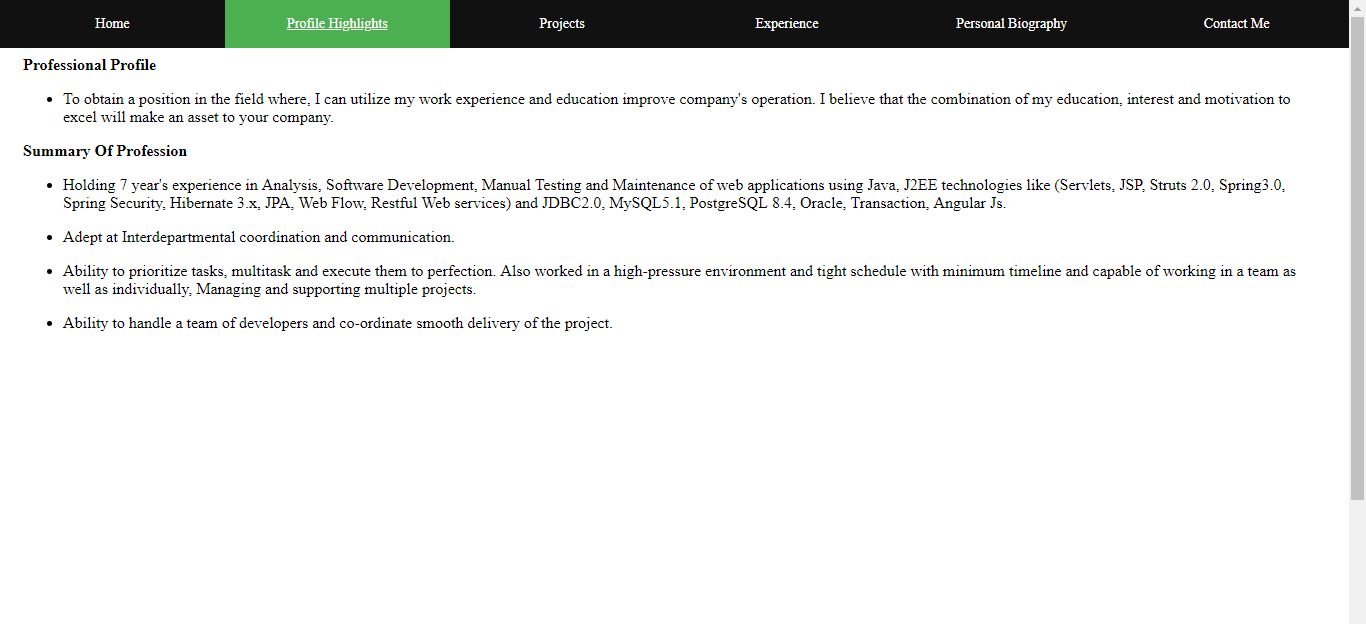 Home Profile Highlights Projects Experience Personal Biography Contact Me
Professional Profile
• To obtain a position in the field where, I can utilize my work experience and education improve company's operation. I believe that the combination of my education, interest and motivation to
excel will make an asset to your company.
Summary Of Profession
• Holding 7 year's experience in Analysis, Software Development, Manual Testing and Maintenance of web applications using Java, J2EE technologies like (Servlets, JSP, Struts 2.0, Spring3.0,
Spring Security, Hibernate 3.x, JPA, Web Flow, Restful Web services) and JDBC2.0, MySQL5.1, PostgreSQL 8.4, Oracle, Transaction, Angular Js.
• Adept at Interdepartmental coordination and communication.
• Ability to prioritize tasks, multitask and execute them to perfection. Also worked in a high-pressure environment and tight schedule with minimum timeline and capable of working in a team as
well as individually, Managing and supporting multiple projects.
• Ability to handle a team of developers and co-ordinate smooth delivery of the project.